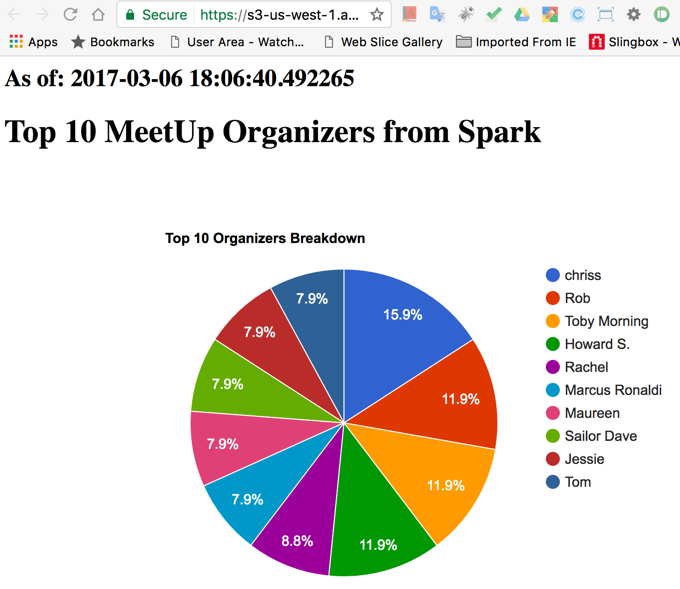 Secure https://s3-us-west-1.a...
Apps Bookmarks User Area - Watch... Web Slice Gallery Imported From IE Slingbox - W
As of: 2017-03-06 18:06:40.492265
Top 10 MeetUp Organizers from Spark
Top 10 Organizers Breakdown
7.9%
15.9%
7.9%
7.9%
11.9%
7.9%
11.9%
7.9%
8.8%
11.9%
chriss
Rob
Toby Morning
Howard S.
Rachel
Marcus Ronaldi
Maureen
Sailor Dave
Jessie
Tom